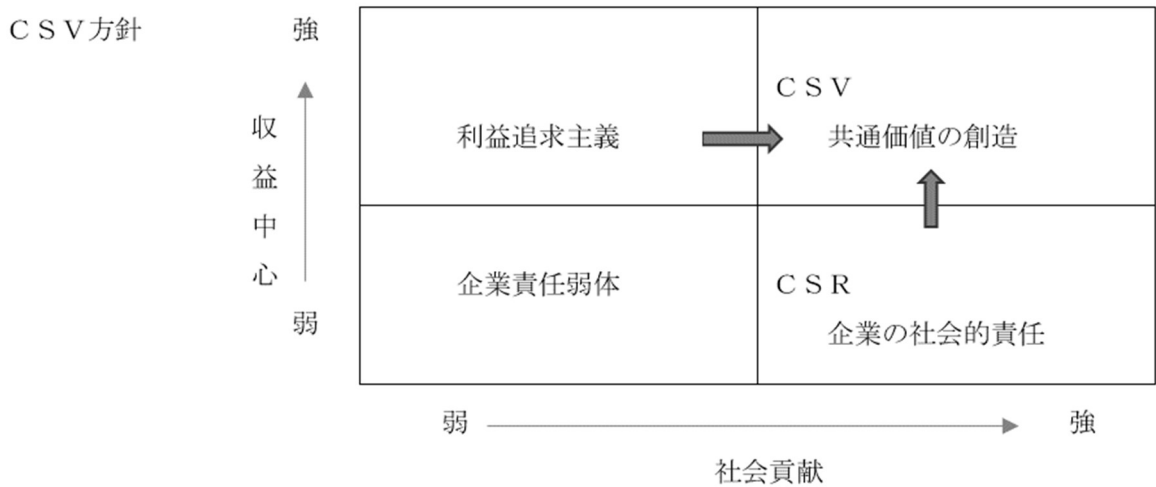 ＣＳＶ方針
強
収益中心
弱
利益追求主義
ＣＳＶ
共通価値の創造
企業責任弱体
ＣＳＲ
企業の社会的責任
弱
強
社会貢献